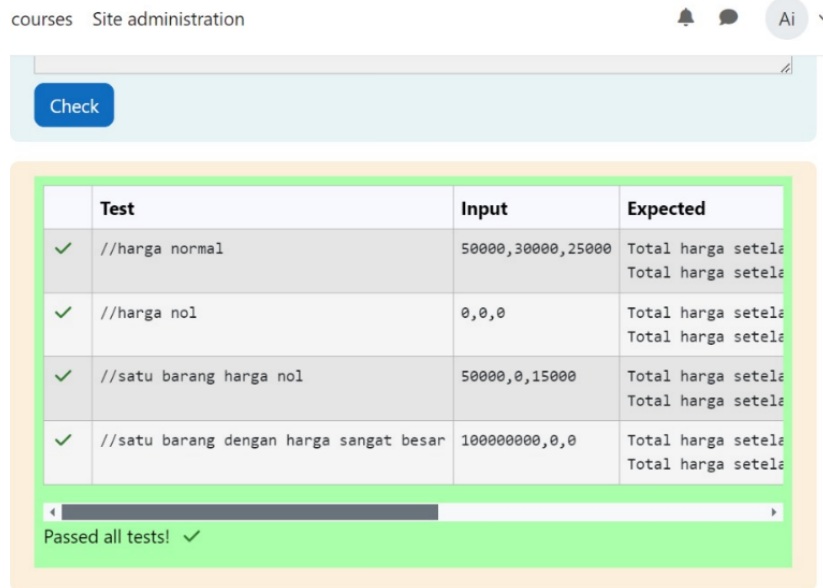 courses Site administration Ai
Check
Test Input Expected
//harga normal 50000,30000,25000 Total harga setela
Total harga setela
//harga nol 0,0,0 Total harga setela
Total harga setela
//satu barang harga nol 50000,0,15000 Total harga setela
Total harga setela
//satu barang dengan harga sangat besar 100000000,0,0 Total harga setela
Total harga setela
Passed all tests!